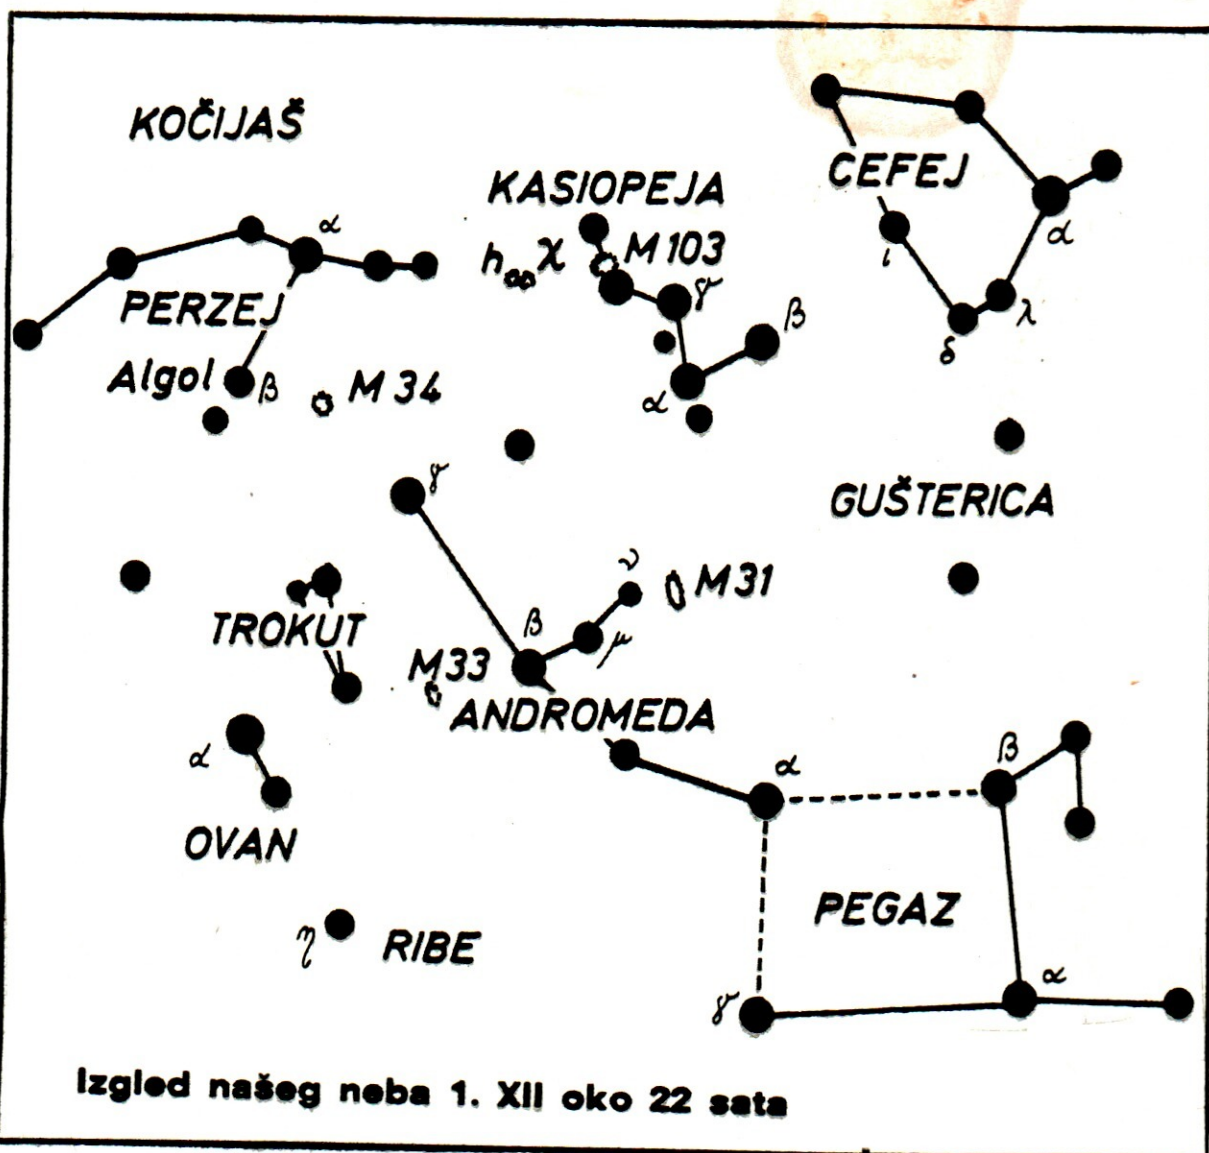 KOČIJAŠ
CEFEJ
KASIOPEJA
α
α
ι
h χ M 103
γ
λ
PERZEJ
β
δ
Algol β M 34
α
γ
GUŠTERICA
ν
M31
TROKUT
β
μ
M33
ANDROMEDA
α
α
β
OVAN
PEGAZ
η RIBE
γ
α
Izgled našeg neba 1. XII oko 22 sata